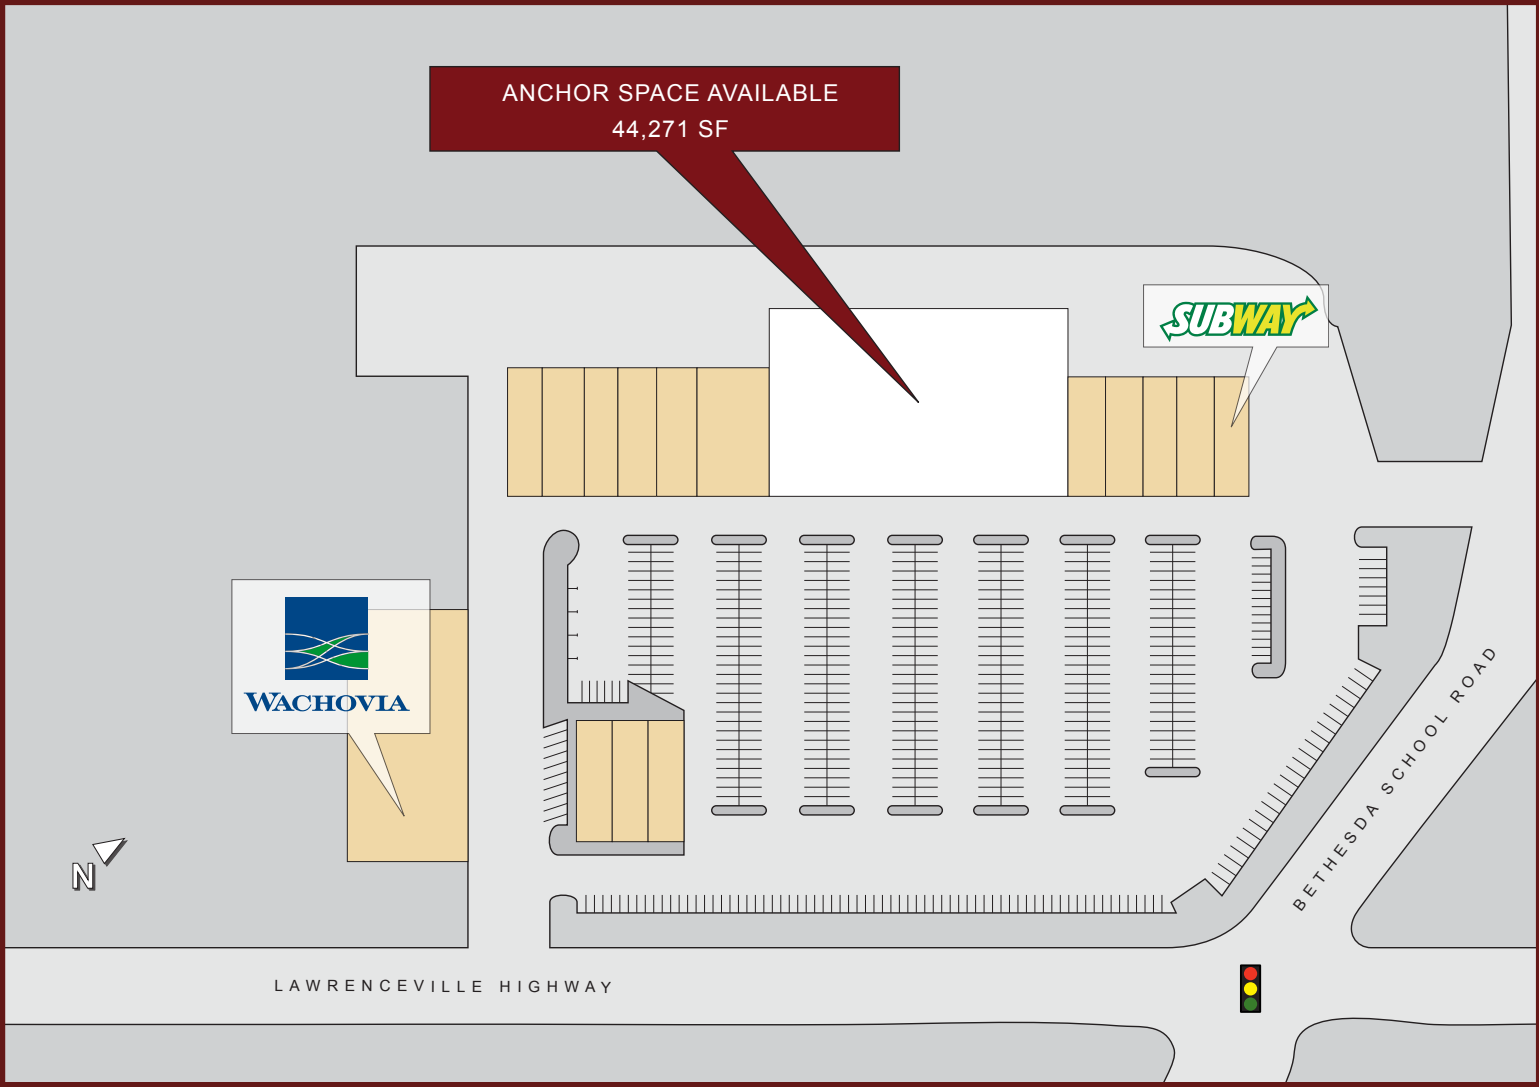 ANCHOR SPACE AVAILABLE
44,271 SF
SUBWAY
WACHOVIA
BETHESDA SCHOOL ROAD
N
LAWRENCEVILLE HIGHWAY